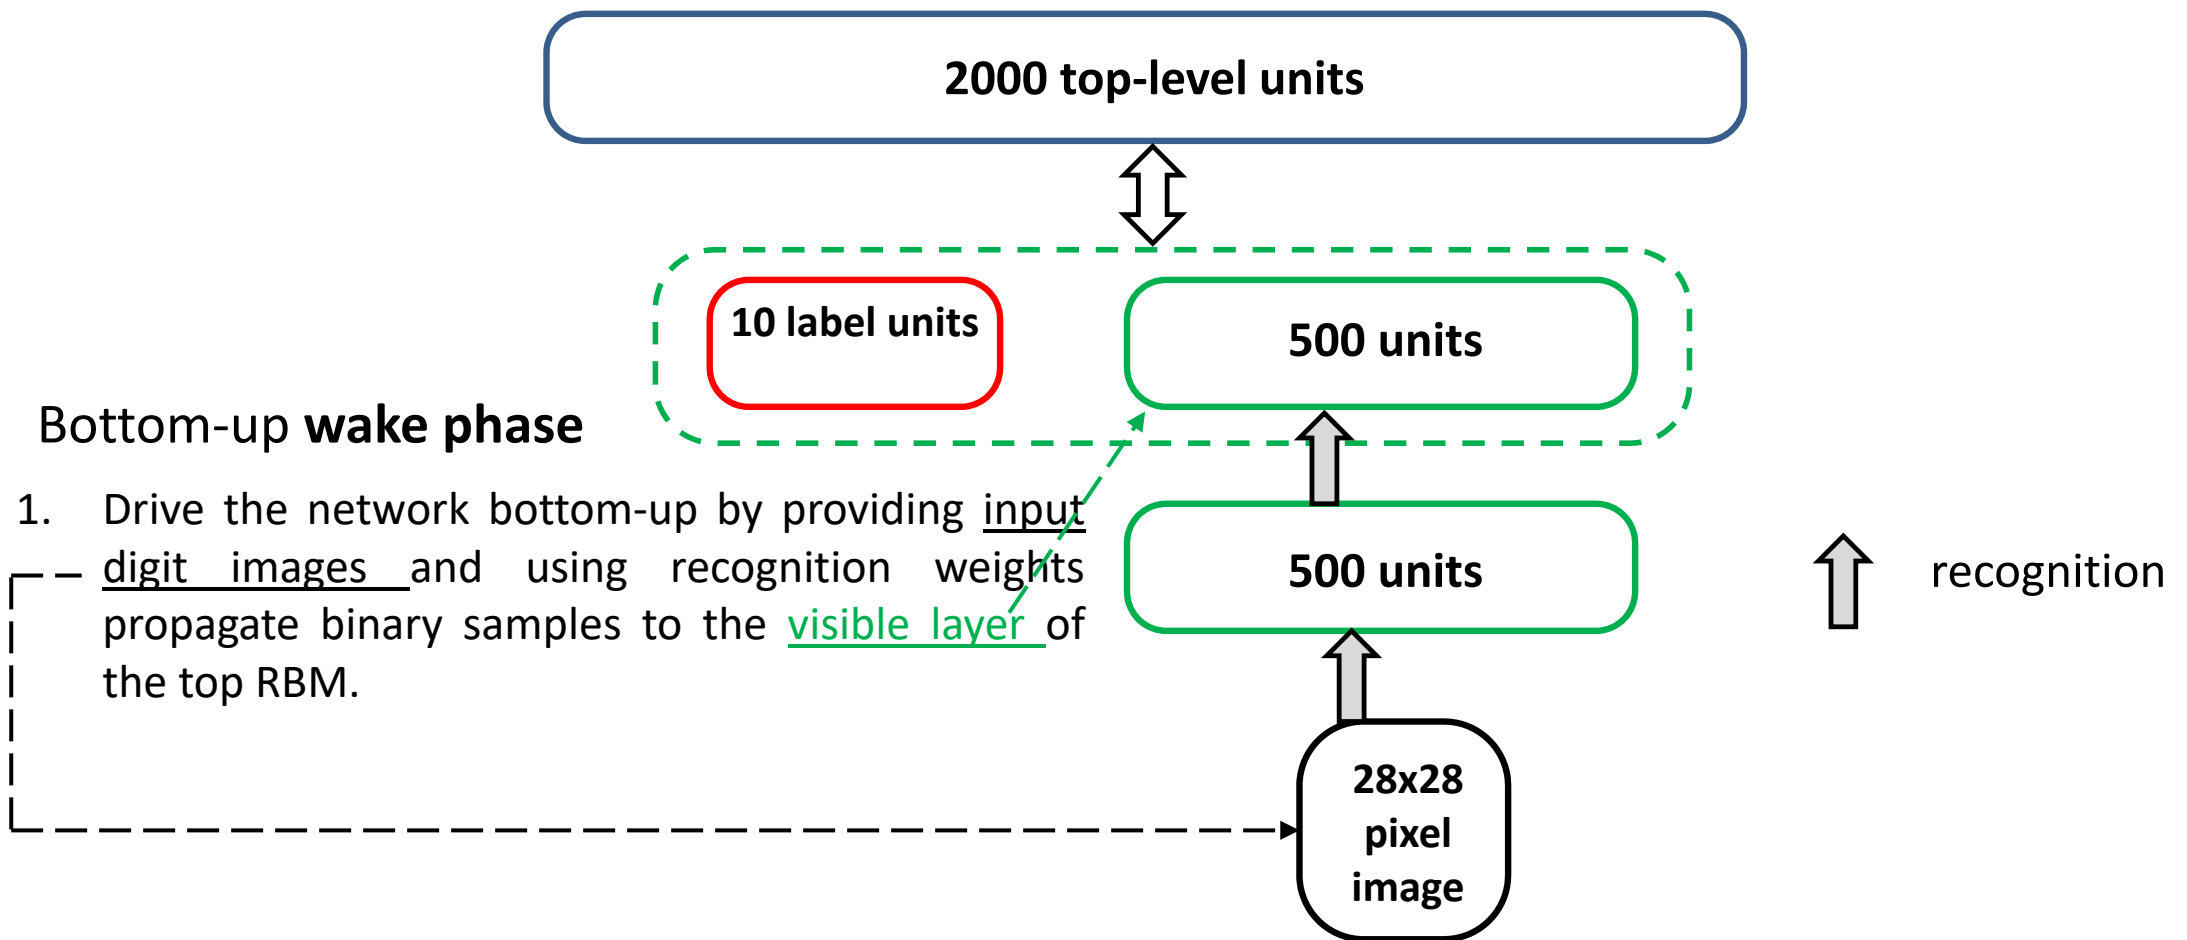 2000 top-level units
10 label units
500 units
Bottom-up wake phase
1. Drive the network bottom-up by providing input
digit images and using recognition weights
propagate binary samples to the visible layer of
the top RBM.
500 units
recognition
28x28
pixel
image